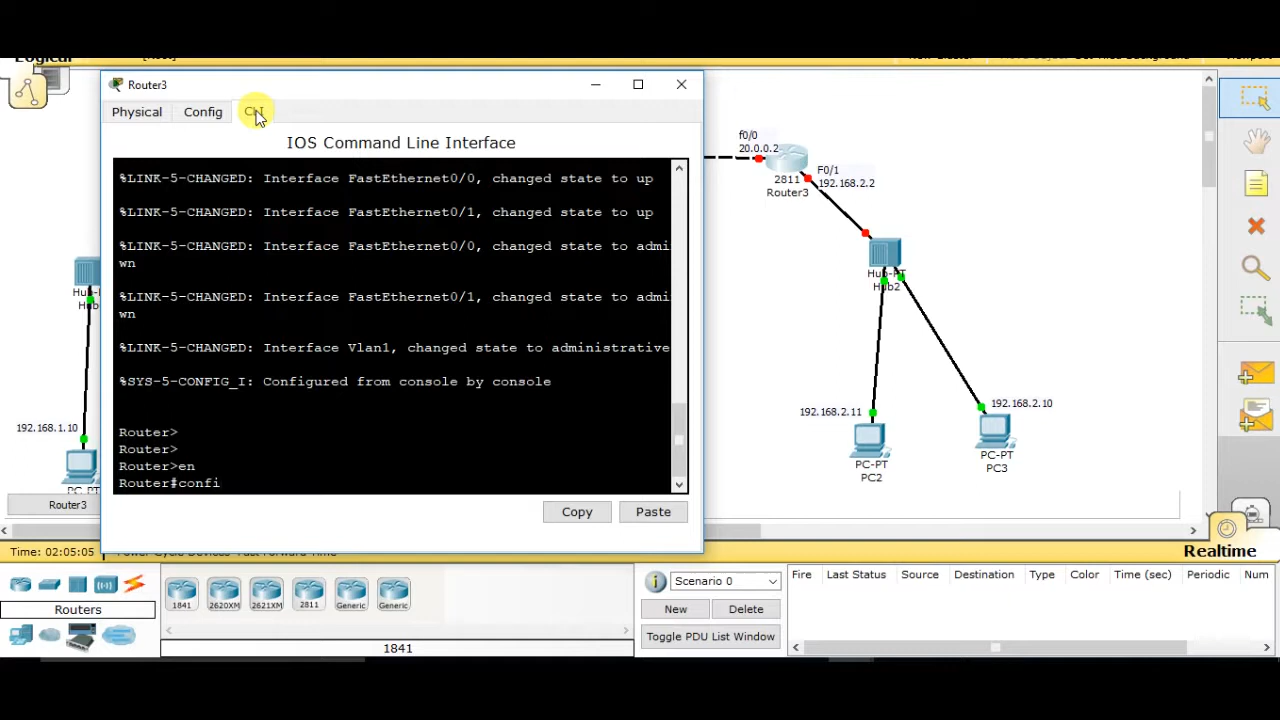 Logical
[Root]
Router3
Physical
Config
CLI
IOS Command Line Interface
%LINK-5-CHANGED: Interface FastEthernet0/0, changed state to up
%LINK-5-CHANGED: Interface FastEthernet0/1, changed state to up
%LINK-5-CHANGED: Interface FastEthernet0/0, changed state to admi
wn
%LINK-5-CHANGED: Interface FastEthernet0/1, changed state to admi
wn
%LINK-5-CHANGED: Interface Vlan1, changed state to administrative
%SYS-5-CONFIG_I: Configured from console by console
Router>
Router>
Router>en
Router#confi
Copy
Paste
f0/0
20.0.0.2
F0/1
192.168.2.2
2811
Router3
Hub-PT
Hub2
192.168.2.11
192.168.2.10
PC-PT
PC2
PC-PT
PC3
192.168.1.10
Router3
Time: 02:05:05
Power Cycle Devices Fast Forward Time
Realtime
Routers
1841
2620XM
2621XM
2811
Generic
Generic
1841
Scenario 0
New
Delete
Toggle PDU List Window
Fire
Last Status
Source
Destination
Type
Color
Time (sec)
Periodic
Num